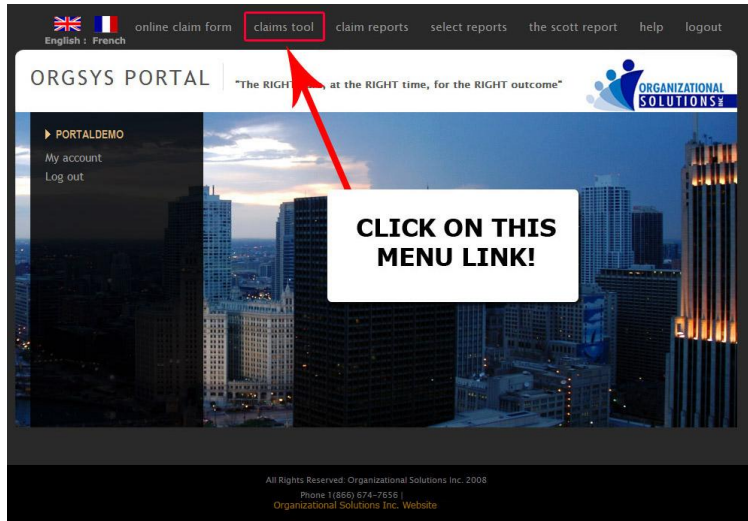 online claim form claims tool claim reports select reports the scott report help logout
English : French
ORGSYS PORTAL
"The RIGHT at the RIGHT time, for the RIGHT outcome"
ORGANIZATIONAL
SOLUTIONS INC
PORTALDEMO
My account
Log out
CLICK ON THIS
MENU LINK!
All Rights Reserved: Organizational Solutions Inc. 2008
Phone 1(866) 674-7656 |
Organizational Solutions Inc. Website